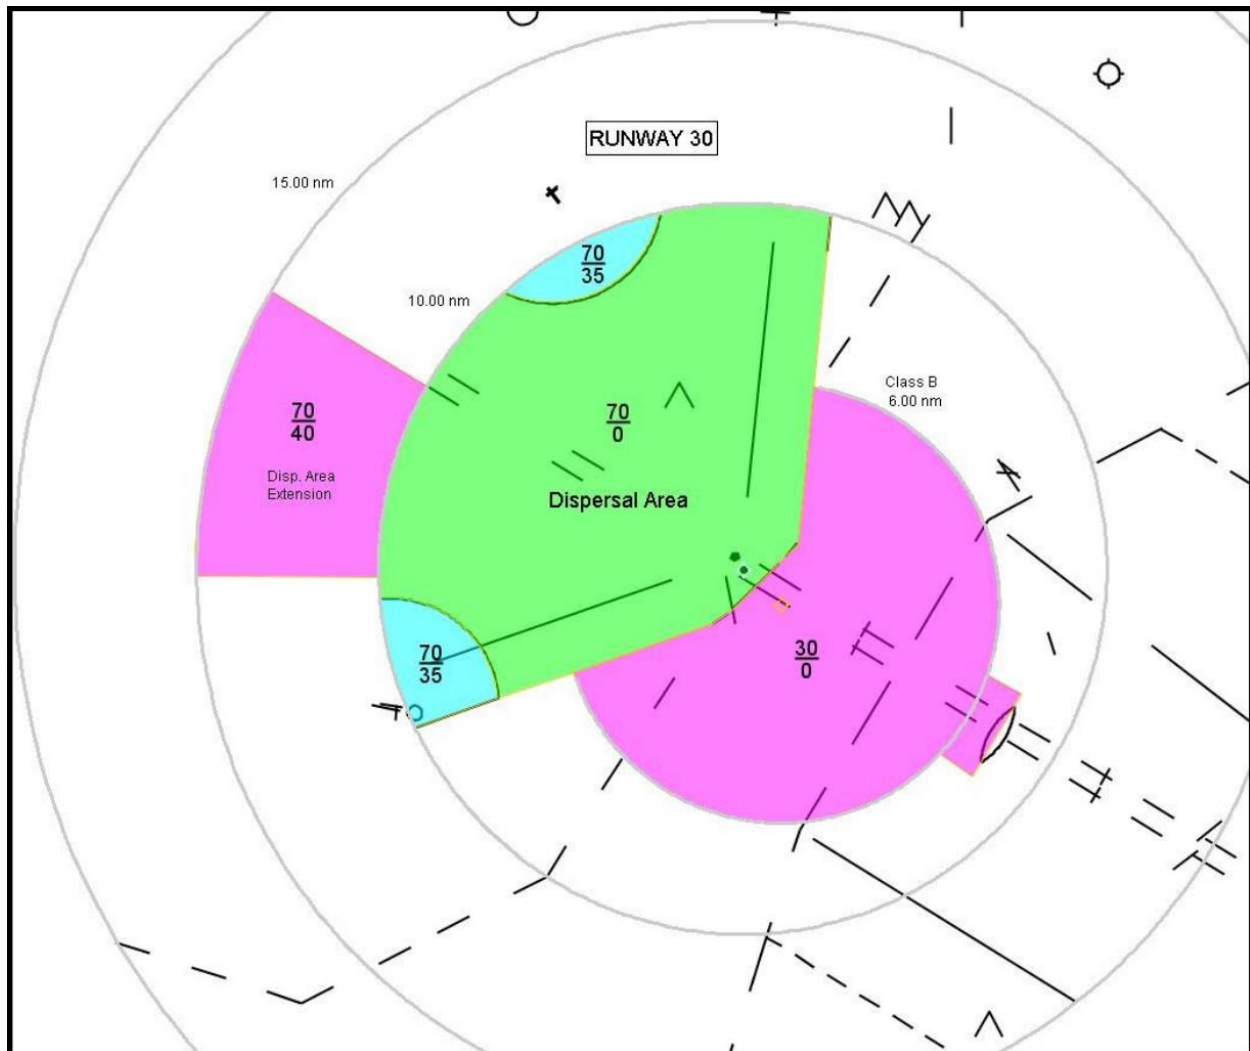 RUNWAY 30
15.00 nm
70
35
10.00 nm
Class B
6.00 nm
70
40
70
0
Disp. Area
Extension
Dispersal Area
70
35
30
0